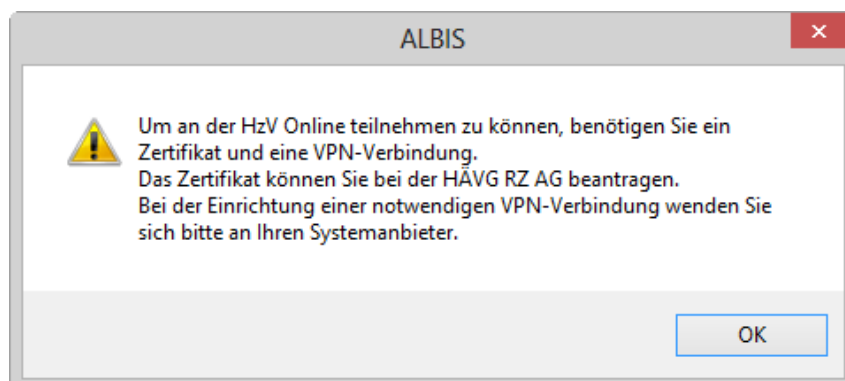 ALBIS
Um an der HzV Online teilnehmen zu können, benötigen Sie ein
Zertifikat und eine VPN-Verbindung.
Das Zertifikat können Sie bei der HÄVG RZ AG beantragen.
Bei der Einrichtung einer notwendigen VPN-Verbindung wenden Sie
sich bitte an Ihren Systemanbieter.
OK